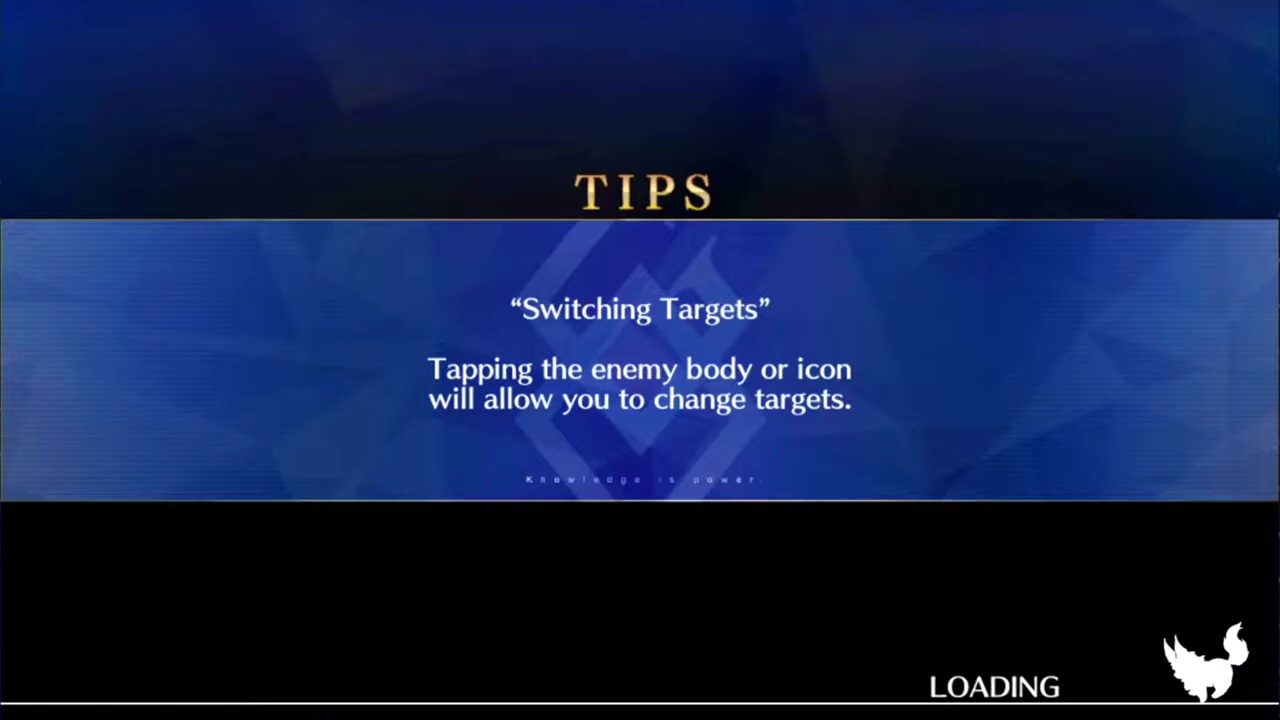 TIPS
“Switching Targets”
Tapping the enemy body or icon
will allow you to change targets.
Knowledge is power.
LOADING